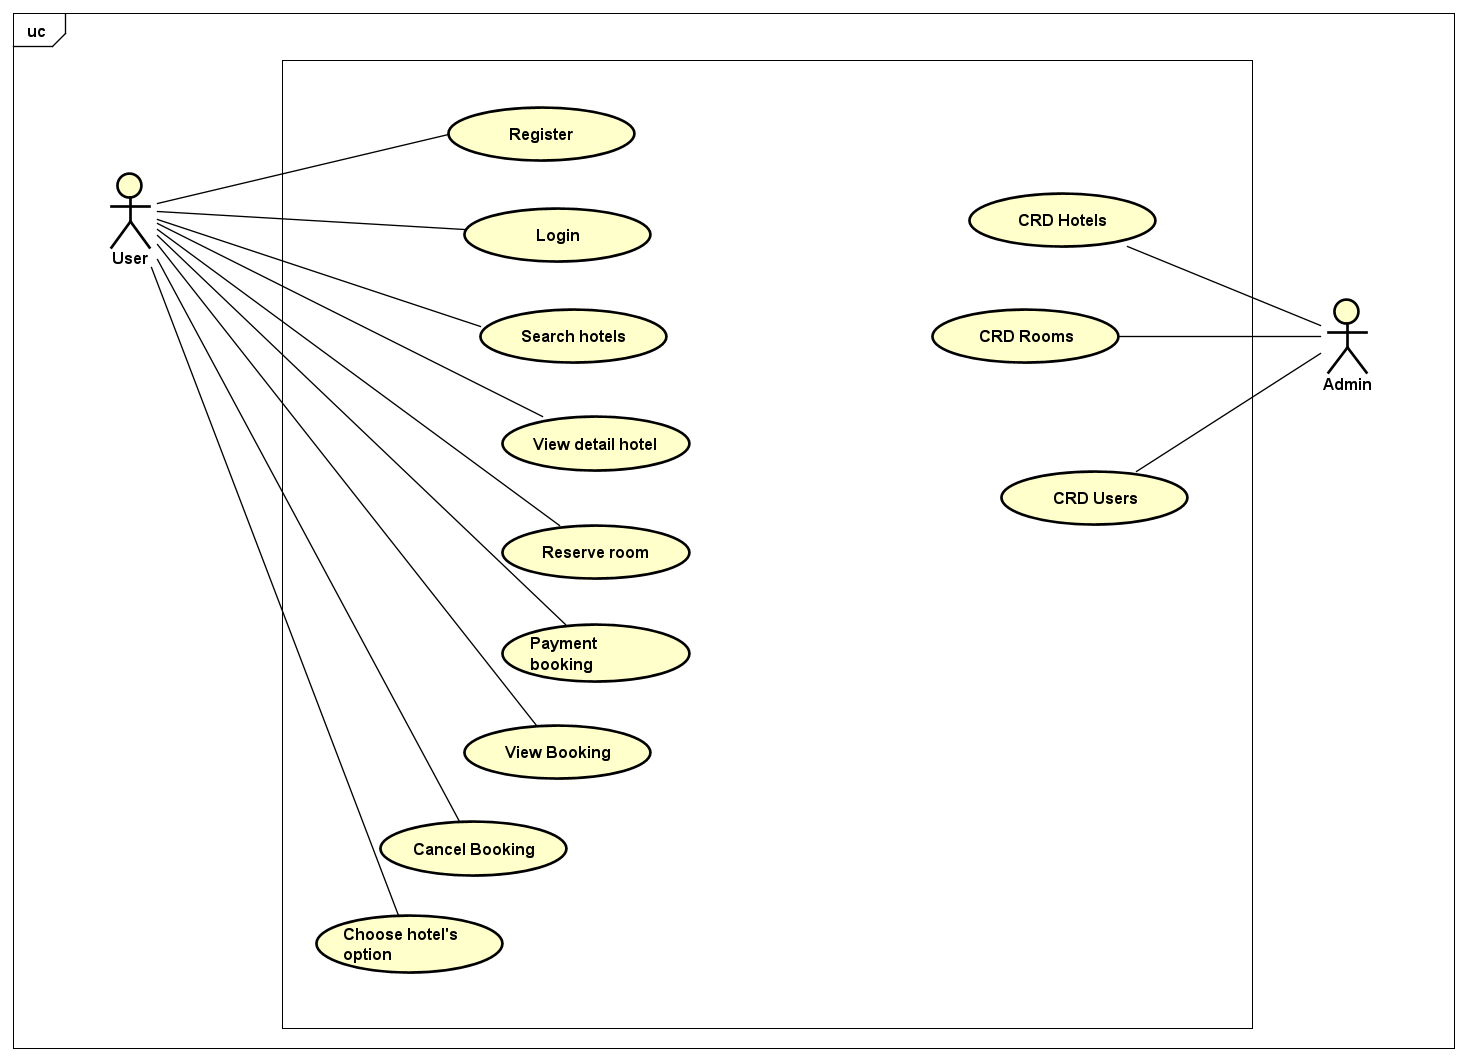 uc
Register
Login
Search hotels
View detail hotel
Reserve room
Payment
booking
View Booking
Cancel Booking
Choose hotel's
option
User
CRD Hotels
CRD Rooms
CRD Users
Admin